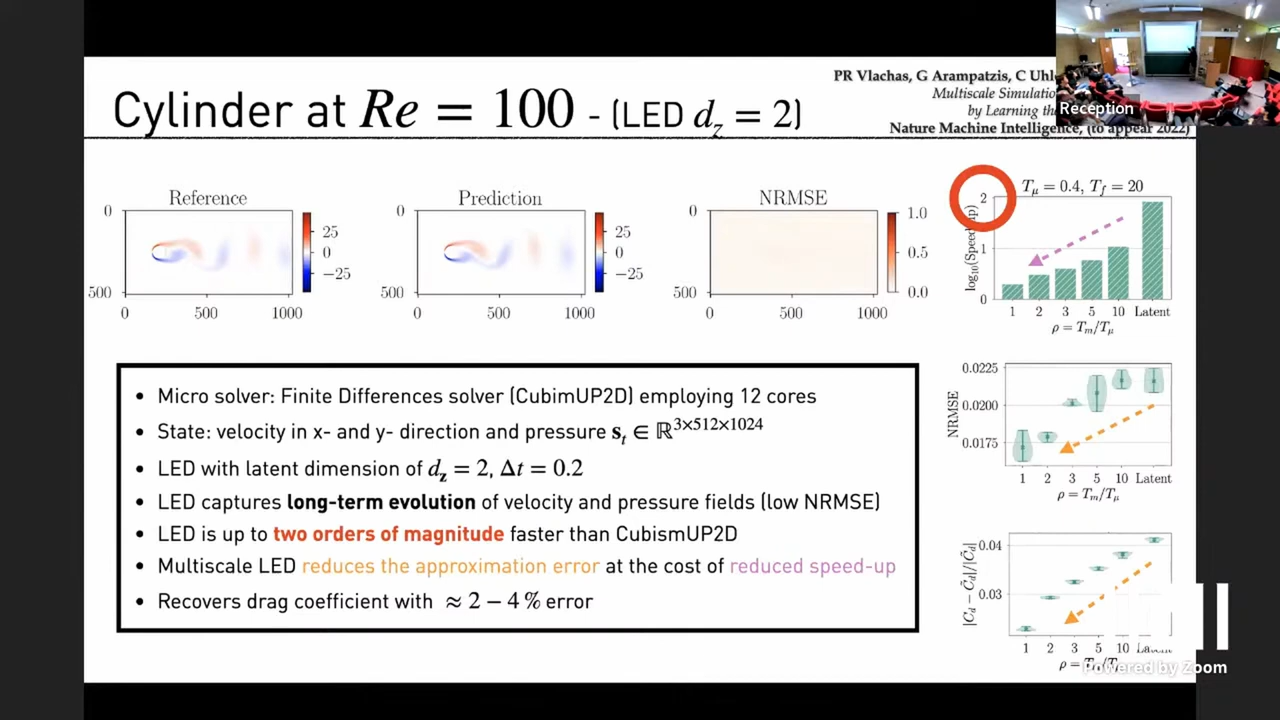 PR Vlachas, G Arampatzis, C
Multiscale
by Learning
Nature Machine Intelligence, (to appear 2022)
Reception
Cylinder at Re = 100 - (LED d_z = 2)
Reference
0
500
0 500 1000
25
0
−25
Prediction
0
500
0 500 1000
25
0
−25
NRMSE
0
500
0 1000
1.0
0.5
0.0
T_μ = 0.4, T_f = 20
2
1
0
1 2 3 5 10 Latent
ρ = T_m/T_μ
• Micro solver: Finite Differences solver (CubimUP2D) employing 12 cores
• State: velocity in x- and y- direction and pressure s_t ∈ ℝ^{3×512×1024}
• LED with latent dimension of d_z = 2, Δt = 0.2
• LED captures long-term evolution of velocity and pressure fields (low NRMSE)
• LED is up to two orders of magnitude faster than CubismUP2D
• Multiscale LED reduces the approximation error at the cost of reduced speed-up
• Recovers drag coefficient with ≈ 2 − 4 % error
NRMSE
0.0225
0.0200
0.0175
1 2 3 5 10 Latent
ρ = T_m/T_μ
|C_d − C̃_d|/|C_d|
0.04
0.03
1 2 3 5 10
Powered by Zoom